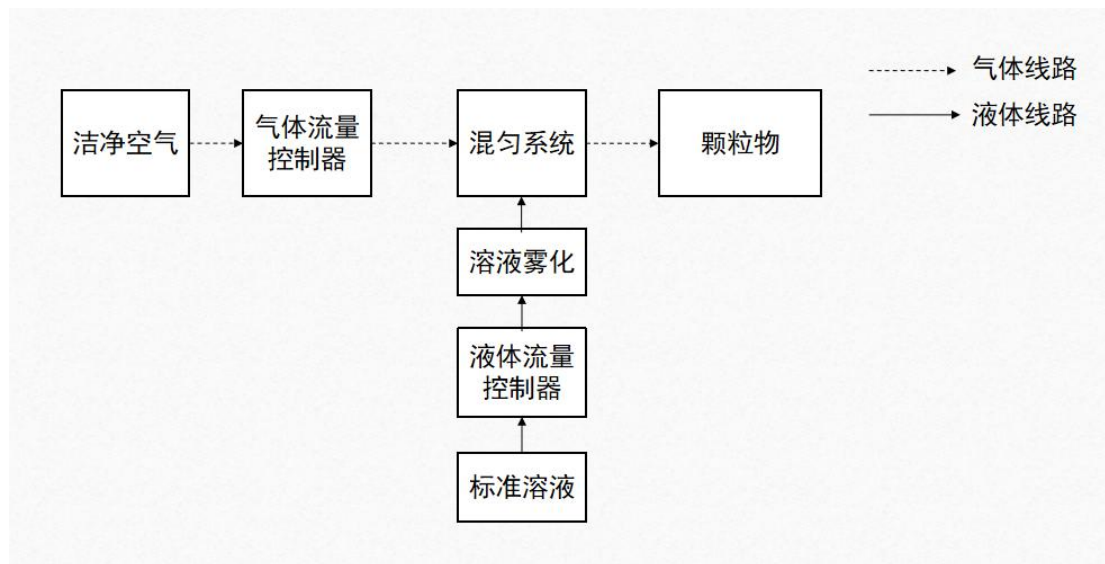 气体线路
液体线路
洁净空气
气体流量
控制器
混匀系统
颗粒物
溶液雾化
液体流量
控制器
标准溶液